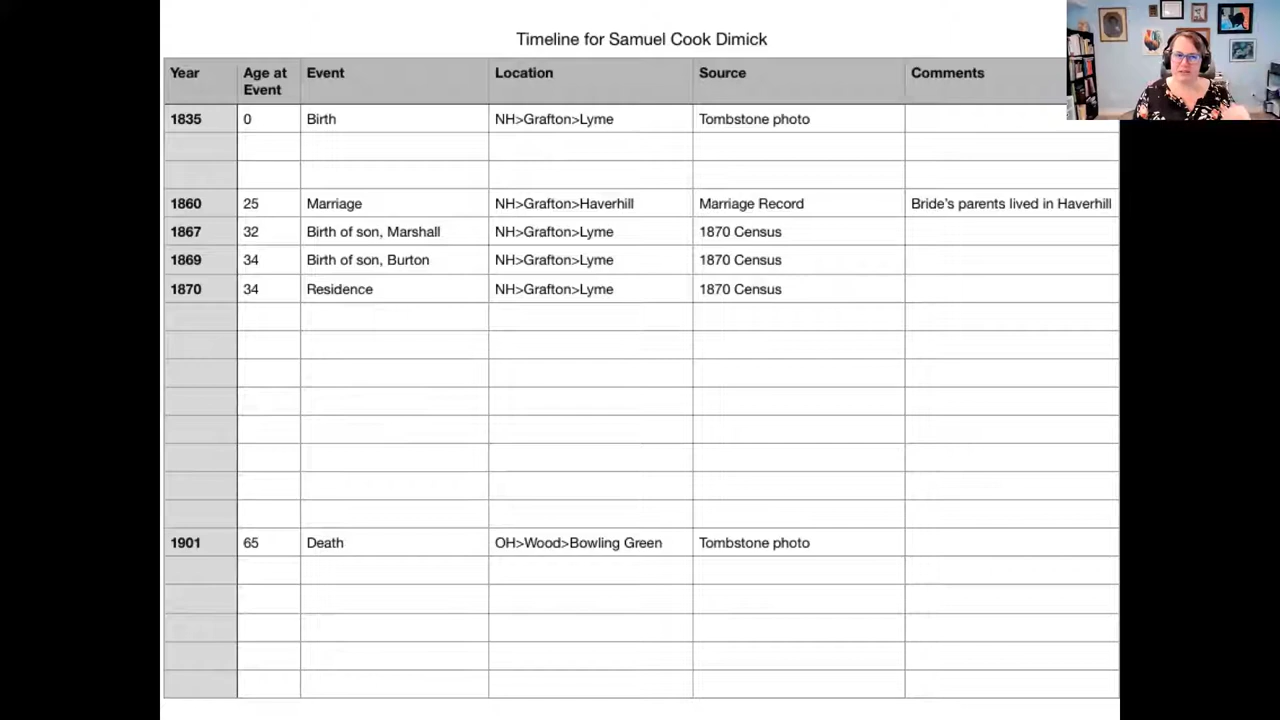 Timeline for Samuel Cook Dimick
Year Age at Event Event Location Source Comments
1835 0 Birth NH>Grafton>Lyme Tombstone photo
1860 25 Marriage NH>Grafton>Haverhill Marriage Record Bride's parents lived in Haverhill
1867 32 Birth of son, Marshall NH>Grafton>Lyme 1870 Census
1869 34 Birth of son, Burton NH>Grafton>Lyme 1870 Census
1870 34 Residence NH>Grafton>Lyme 1870 Census
1901 65 Death OH>Wood>Bowling Green Tombstone photo